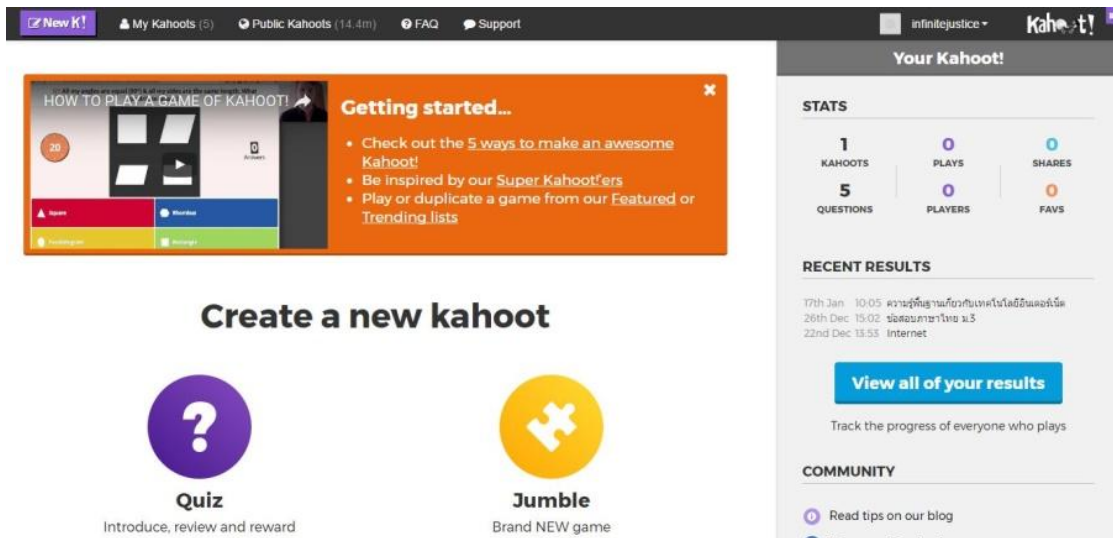 New K!
My Kahoots (5)
Public Kahoots (14.4m)
FAQ
Support
infinitejustice
Kahoot!
HOW TO PLAY A GAME OF KAHOOT!
20
0
Answers
Square
Rhombus
Rectangle
Getting started...
• Check out the 5 ways to make an awesome
Kahoot!
• Be inspired by our Super Kahoot!'ers
• Play or duplicate a game from our Featured or
Trending lists
Create a new kahoot
Quiz
Introduce, review and reward
Jumble
Brand NEW game
Your Kahoot!
STATS
1 0 0
KAHOOTS PLAYS SHARES
5 0 0
QUESTIONS PLAYERS FAVS
RECENT RESULTS
17th Jan 10:05 ความรู้พื้นฐานเกี่ยวกับเทคโนโลยีอินเตอร์เน็ต
26th Dec 15:02 ข้อสอบภาษาไทย ม.3
22nd Dec 13:53 Internet
View all of your results
Track the progress of everyone who plays
COMMUNITY
Read tips on our blog